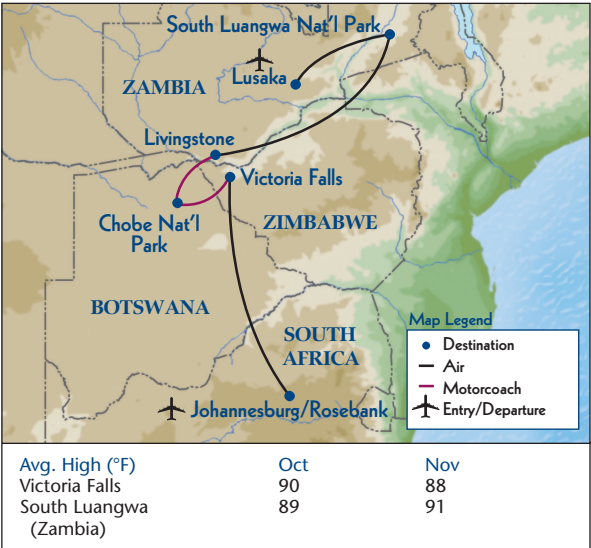 South Luangwa Nat'l Park
Lusaka
ZAMBIA
Livingstone
Victoria Falls
Chobe Nat'l
Park
ZIMBABWE
BOTSWANA
SOUTH
AFRICA
Johannesburg/Rosebank
Map Legend
Destination
Air
Motorcoach
Entry/Departure
Avg. High (°F) Oct Nov
Victoria Falls 90 88
South Luangwa 89 91
(Zambia)